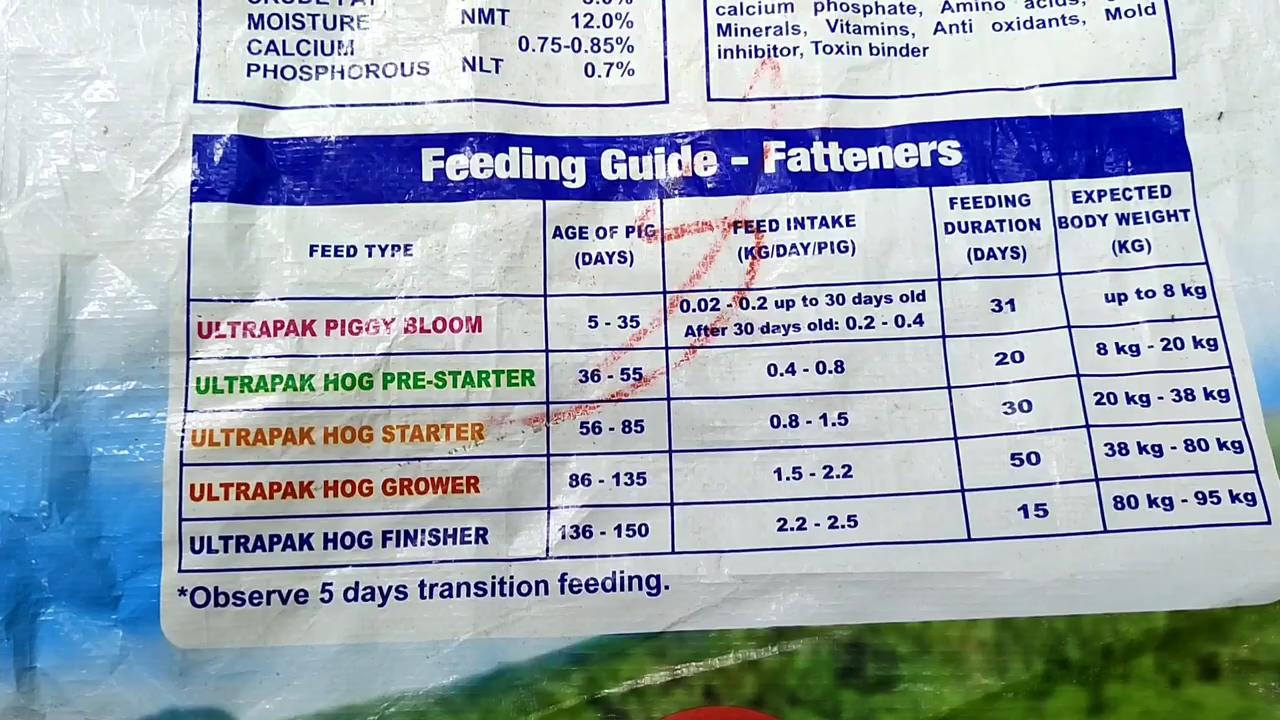 MOISTURE NMT 12.0%
CALCIUM 0.75-0.85%
PHOSPHOROUS NLT 0.7%
calcium phosphate, Amino acids,
Minerals, Vitamins, Anti oxidants, Mold
inhibitor, Toxin binder
Feeding Guide - Fatteners
FEED TYPE AGE OF PIG (DAYS) FEED INTAKE (KG/DAY/PIG) FEEDING DURATION (DAYS) EXPECTED BODY WEIGHT (KG)
ULTRAPAK PIGGY BLOOM 5 - 35 0.02 - 0.2 up to 30 days old After 30 days old: 0.2 - 0.4 31 up to 8 kg
ULTRAPAK HOG PRE-STARTER 36 - 55 0.4 - 0.8 20 8 kg - 20 kg
ULTRAPAK HOG STARTER 56 - 85 0.8 - 1.5 30 20 kg - 38 kg
ULTRAPAK HOG GROWER 86 - 135 1.5 - 2.2 50 38 kg - 80 kg
ULTRAPAK HOG FINISHER 136 - 150 2.2 - 2.5 15 80 kg - 95 kg
*Observe 5 days transition feeding.